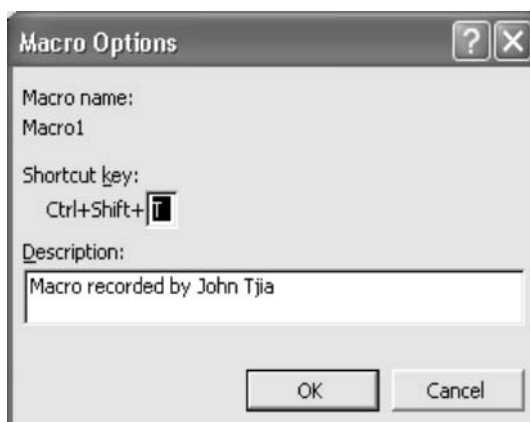 Macro Options
Macro name:
Macro1
Shortcut key:
Ctrl+Shift+ T
Description:
Macro recorded by John Tjia
OK Cancel